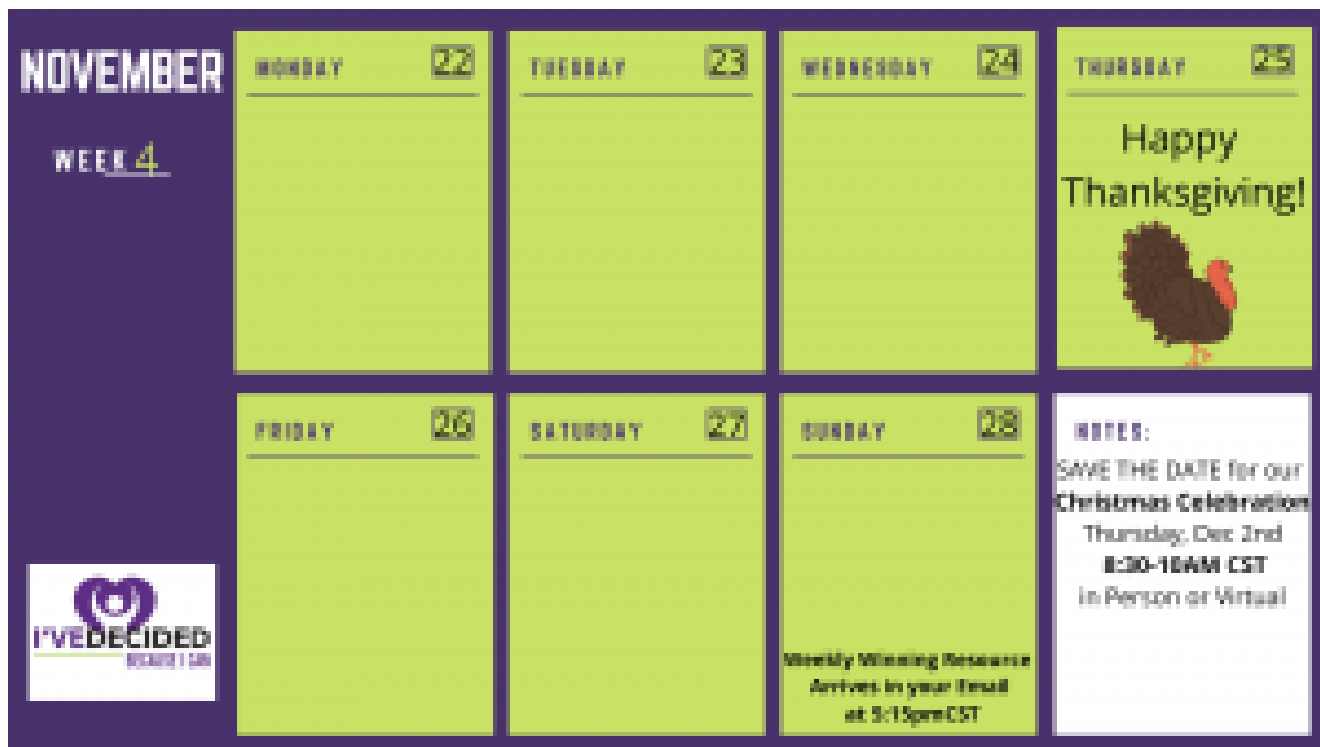 NOVEMBER
WEEK 4
MONDAY 22
TUESDAY 23
WEDNESDAY 24
THURSDAY 25
Happy
Thanksgiving!
FRIDAY 26
SATURDAY 27
SUNDAY 28
Weekly Winning Resource
Arrives in your Email
at 5:15pmCST
NOTES:
SAVE THE DATE for our
Christmas Celebration
Thursday, Dec 2nd
8:30-10AM CST
in Person or Virtual
I'VEDECIDED
BECAUSE I CAN